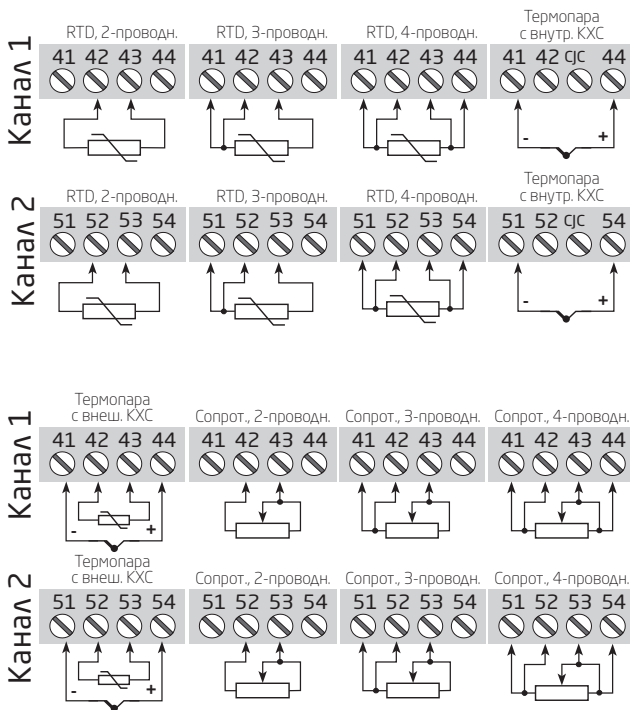 Канал 1
RTD, 2-проводн.
41 42 43 44
RTD, 3-проводн.
41 42 43 44
RTD, 4-проводн.
41 42 43 44
Термопара
с внутр. КХС
41 42 CJC 44
- +
Канал 2
RTD, 2-проводн.
51 52 53 54
RTD, 3-проводн.
51 52 53 54
RTD, 4-проводн.
51 52 53 54
Термопара
с внутр. КХС
51 52 CJC 54
- +
Канал 1
Термопара
с внеш. КХС
41 42 43 44
- +
Сопрот., 2-проводн.
41 42 43 44
Сопрот., 3-проводн.
41 42 43 44
Сопрот., 4-проводн.
41 42 43 44
Канал 2
Термопара
с внеш. КХС
51 52 53 54
- +
Сопрот., 2-проводн.
51 52 53 54
Сопрот., 3-проводн.
51 52 53 54
Сопрот., 4-проводн.
51 52 53 54